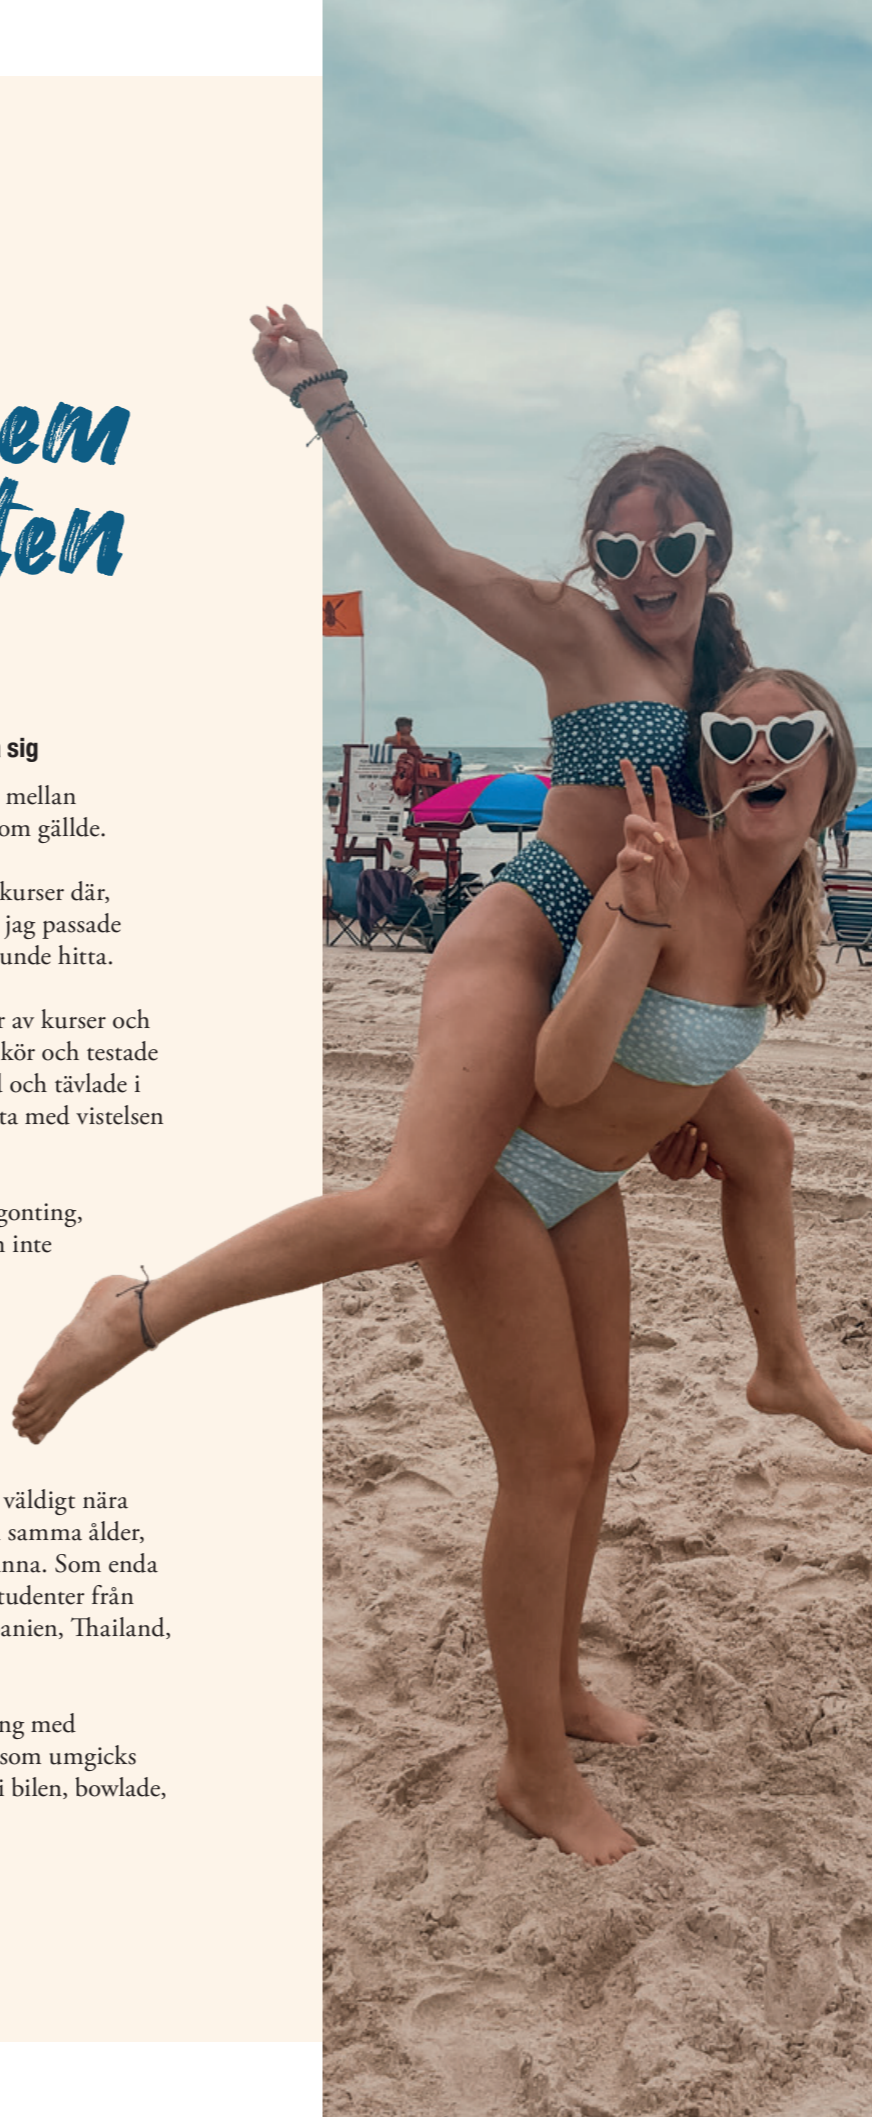 em
ten
sig
mellan
om gällde.
kurser där,
jag passade
unde hitta.
r av kurser och
kör och testade
l och tävlade i
ta med vistelsen
gonting,
n inte
väldigt nära
samma ålder,
nna. Som enda
tudenter från
anien, Thailand,
ng med
som umgicks
i bilen, bowlade,